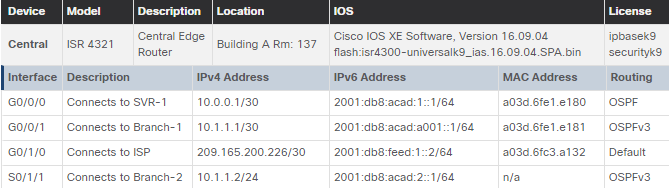 Device Model Description Location IOS License
Central ISR 4321 Central Edge Router Building A Rm: 137 Cisco IOS XE Software, Version 16.09.04 flash:isr4300-universalk9_ias.16.09.04.SPA.bin ipbasek9 securityk9
Interface Description IPv4 Address IPv6 Address MAC Address Routing
G0/0/0 Connects to SVR-1 10.0.0.1/30 2001:db8:acad:1::1/64 a03d.6fe1.e180 OSPF
G0/0/1 Connects to Branch-1 10.1.1.1/30 2001:db8:acad:a001::1/64 a03d.6fe1.e181 OSPFv3
G0/1/0 Connects to ISP 209.165.200.226/30 2001:db8:feed:1::2/64 a03d.6fc3.a132 Default
S0/1/1 Connects to Branch-2 10.1.1.2/24 2001:db8:acad:2::1/64 n/a OSPFv3